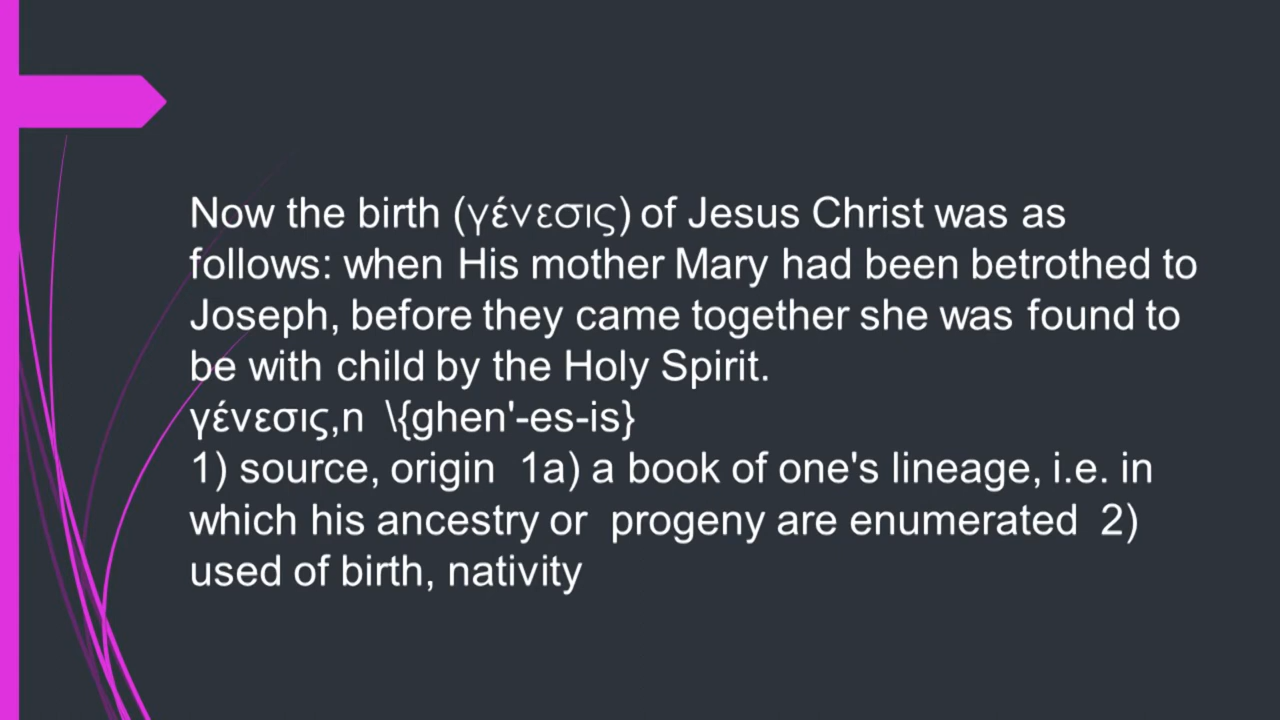 Now the birth (γένεσις) of Jesus Christ was as
follows: when His mother Mary had been betrothed to
Joseph, before they came together she was found to
be with child by the Holy Spirit.
γένεσις,n  \{ghen'-es-is}
1) source, origin  1a) a book of one's lineage, i.e. in
which his ancestry or  progeny are enumerated  2)
used of birth, nativity